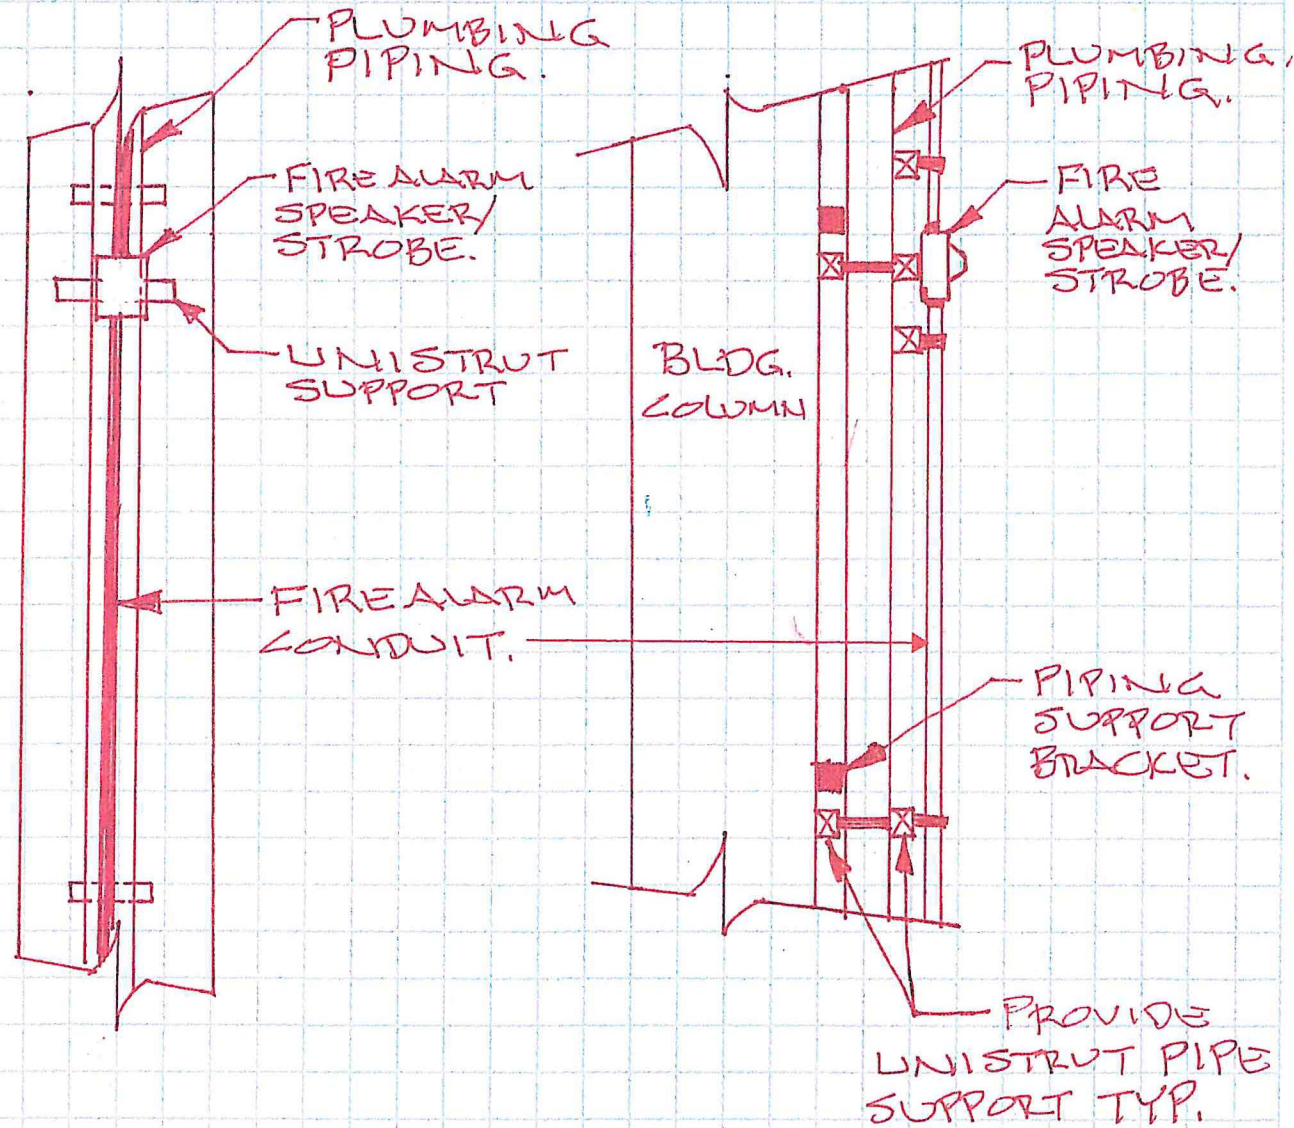 PLUMBING
PIPING.
FIRE ALARM
SPEAKER/
STROBE.
UNISTRUT
SUPPORT
FIRE ALARM
CONDUIT.
BLDG.
COLUMN
PLUMBING
PIPING.
FIRE
ALARM
SPEAKER/
STROBE.
PIPING
SUPPORT
BRACKET.
PROVIDE
UNISTRUT PIPE
SUPPORT TYP.